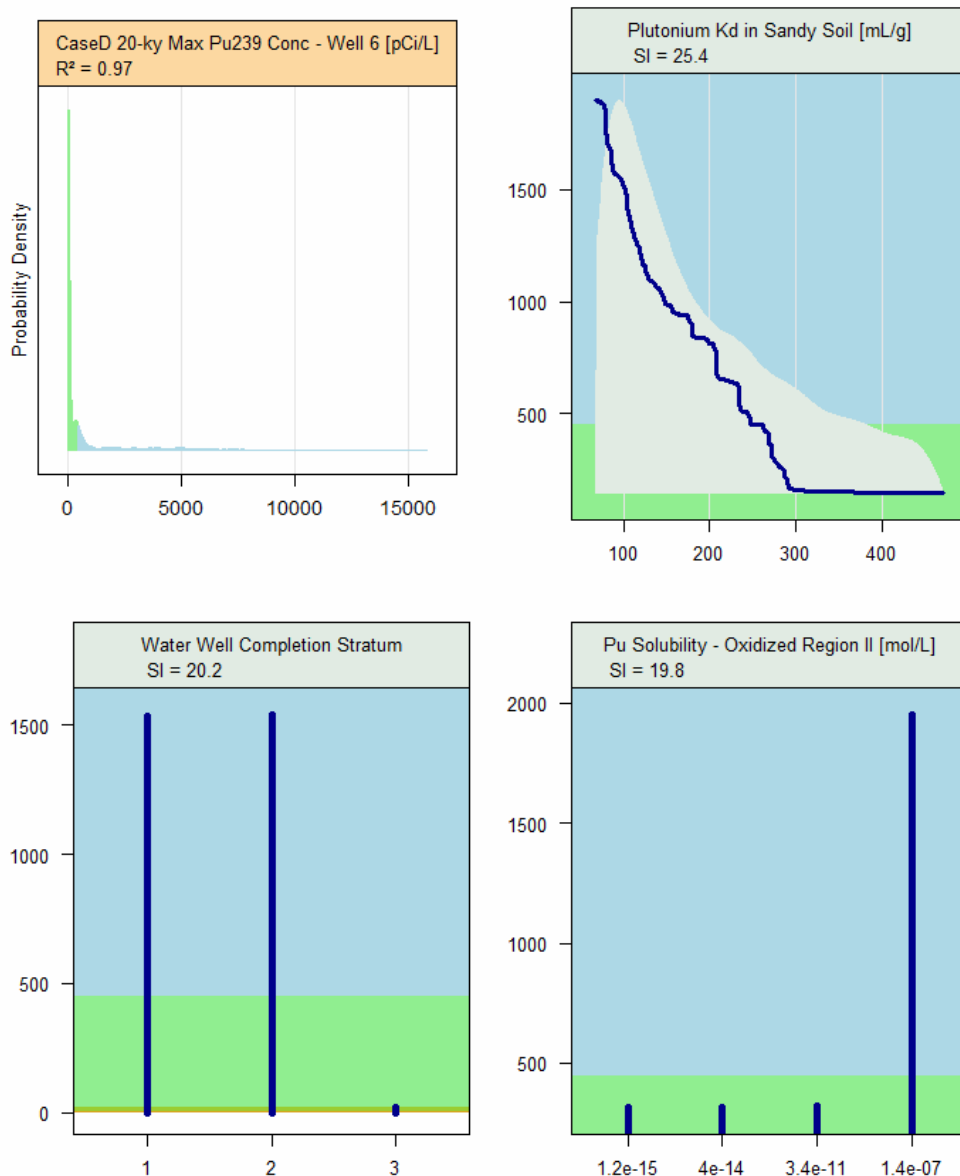 CaseD 20-ky Max Pu239 Conc - Well 6 [pCi/L]
R² = 0.97
Probability Density
0 5000 10000 15000
Plutonium Kd in Sandy Soil [mL/g]
SI = 25.4
1500
1000
500
100 200 300 400
Water Well Completion Stratum
SI = 20.2
1500
1000
500
0
1 2 3
Pu Solubility - Oxidized Region II [mol/L]
SI = 19.8
2000
1500
1000
500
1.2e-15 4e-14 3.4e-11 1.4e-07